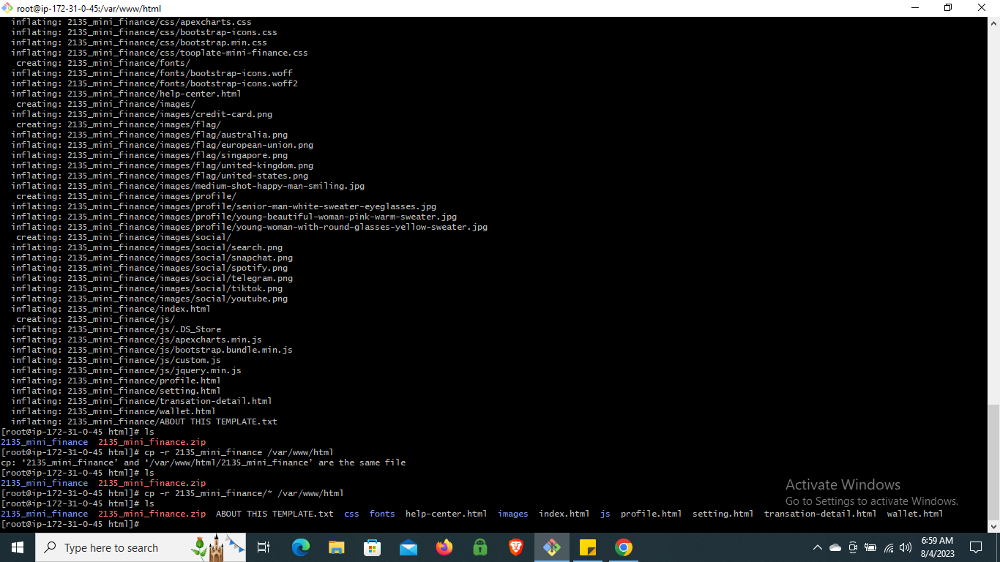 root@ip-172-31-0-45:/var/www/html
inflating: 2135_mini_finance/css/apexcharts.css
inflating: 2135_mini_finance/css/bootstrap-icons.css
inflating: 2135_mini_finance/css/bootstrap.min.css
inflating: 2135_mini_finance/css/tooplate-mini-finance.css
creating: 2135_mini_finance/fonts/
inflating: 2135_mini_finance/fonts/bootstrap-icons.woff
inflating: 2135_mini_finance/fonts/bootstrap-icons.woff2
inflating: 2135_mini_finance/help-center.html
creating: 2135_mini_finance/images/
inflating: 2135_mini_finance/images/credit-card.png
creating: 2135_mini_finance/images/flag/
inflating: 2135_mini_finance/images/flag/australia.png
inflating: 2135_mini_finance/images/flag/european-union.png
inflating: 2135_mini_finance/images/flag/singapore.png
inflating: 2135_mini_finance/images/flag/united-kingdom.png
inflating: 2135_mini_finance/images/flag/united-states.png
inflating: 2135_mini_finance/images/medium-shot-happy-man-smiling.jpg
creating: 2135_mini_finance/images/profile/
inflating: 2135_mini_finance/images/profile/senior-man-white-sweater-eyeglasses.jpg
inflating: 2135_mini_finance/images/profile/young-beautiful-woman-pink-warm-sweater.jpg
inflating: 2135_mini_finance/images/profile/young-woman-with-round-glasses-yellow-sweater.jpg
creating: 2135_mini_finance/images/social/
inflating: 2135_mini_finance/images/social/search.png
inflating: 2135_mini_finance/images/social/snapchat.png
inflating: 2135_mini_finance/images/social/spotify.png
inflating: 2135_mini_finance/images/social/telegram.png
inflating: 2135_mini_finance/images/social/tiktok.png
inflating: 2135_mini_finance/images/social/youtube.png
inflating: 2135_mini_finance/index.html
creating: 2135_mini_finance/js/
inflating: 2135_mini_finance/js/.DS_Store
inflating: 2135_mini_finance/js/apexcharts.min.js
inflating: 2135_mini_finance/js/bootstrap.bundle.min.js
inflating: 2135_mini_finance/js/custom.js
inflating: 2135_mini_finance/js/jquery.min.js
inflating: 2135_mini_finance/profile.html
inflating: 2135_mini_finance/setting.html
inflating: 2135_mini_finance/transation-detail.html
inflating: 2135_mini_finance/wallet.html
inflating: 2135_mini_finance/ABOUT THIS TEMPLATE.txt
[root@ip-172-31-0-45 html]# ls
2135_mini_finance  2135_mini_finance.zip
[root@ip-172-31-0-45 html]# cp -r 2135_mini_finance /var/www/html
cp: ‘2135_mini_finance’ and ‘/var/www/html/2135_mini_finance’ are the same file
[root@ip-172-31-0-45 html]# ls
2135_mini_finance  2135_mini_finance.zip
[root@ip-172-31-0-45 html]# cp -r 2135_mini_finance/* /var/www/html
[root@ip-172-31-0-45 html]# ls
2135_mini_finance  2135_mini_finance.zip  ABOUT THIS TEMPLATE.txt  css  fonts  help-center.html  images  index.html  js  profile.html  setting.html  transation-detail.html  wallet.html
[root@ip-172-31-0-45 html]#
Activate Windows
Go to Settings to activate Windows.
Type here to search
6:59 AM
8/4/2023